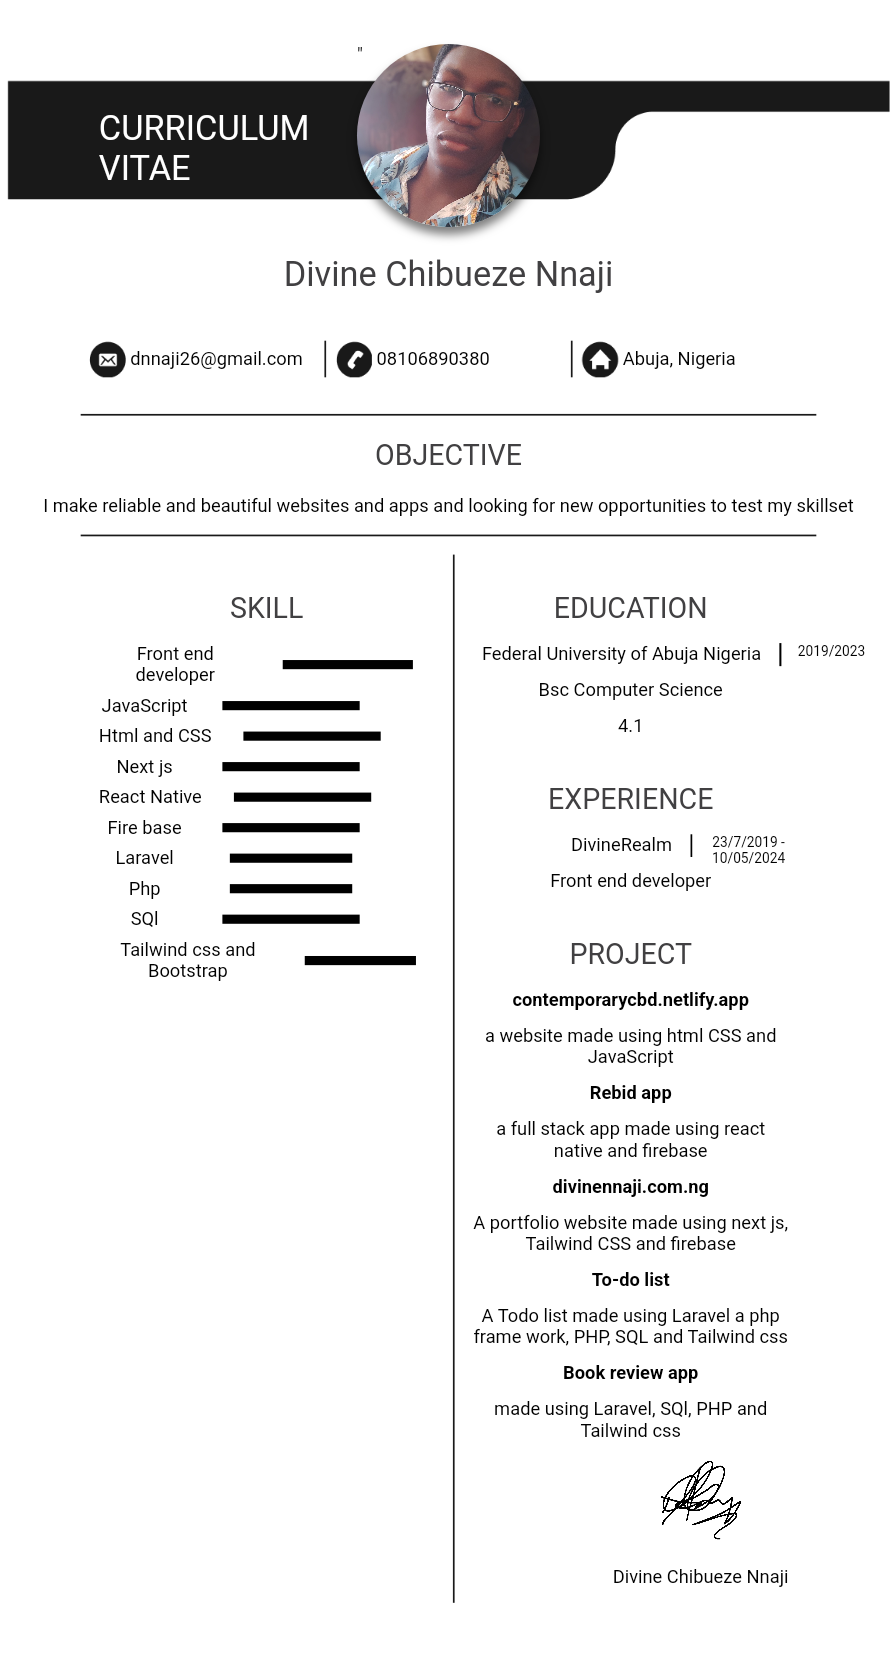 "
CURRICULUM
VITAE
Divine Chibueze Nnaji
dnnaji26@gmail.com
08106890380
Abuja, Nigeria
OBJECTIVE
I make reliable and beautiful websites and apps and looking for new opportunities to test my skillset
SKILL
Front end
developer
JavaScript
Html and CSS
Next js
React Native
Fire base
Laravel
Php
SQl
Tailwind css and
Bootstrap
EDUCATION
Federal University of Abuja Nigeria
2019/2023
Bsc Computer Science
4.1
EXPERIENCE
DivineRealm
23/7/2019 -
10/05/2024
Front end developer
PROJECT
contemporarycbd.netlify.app
a website made using html CSS and
JavaScript
Rebid app
a full stack app made using react
native and firebase
divinennaji.com.ng
A portfolio website made using next js,
Tailwind CSS and firebase
To-do list
A Todo list made using Laravel a php
frame work, PHP, SQL and Tailwind css
Book review app
made using Laravel, SQl, PHP and
Tailwind css
Divine Chibueze Nnaji